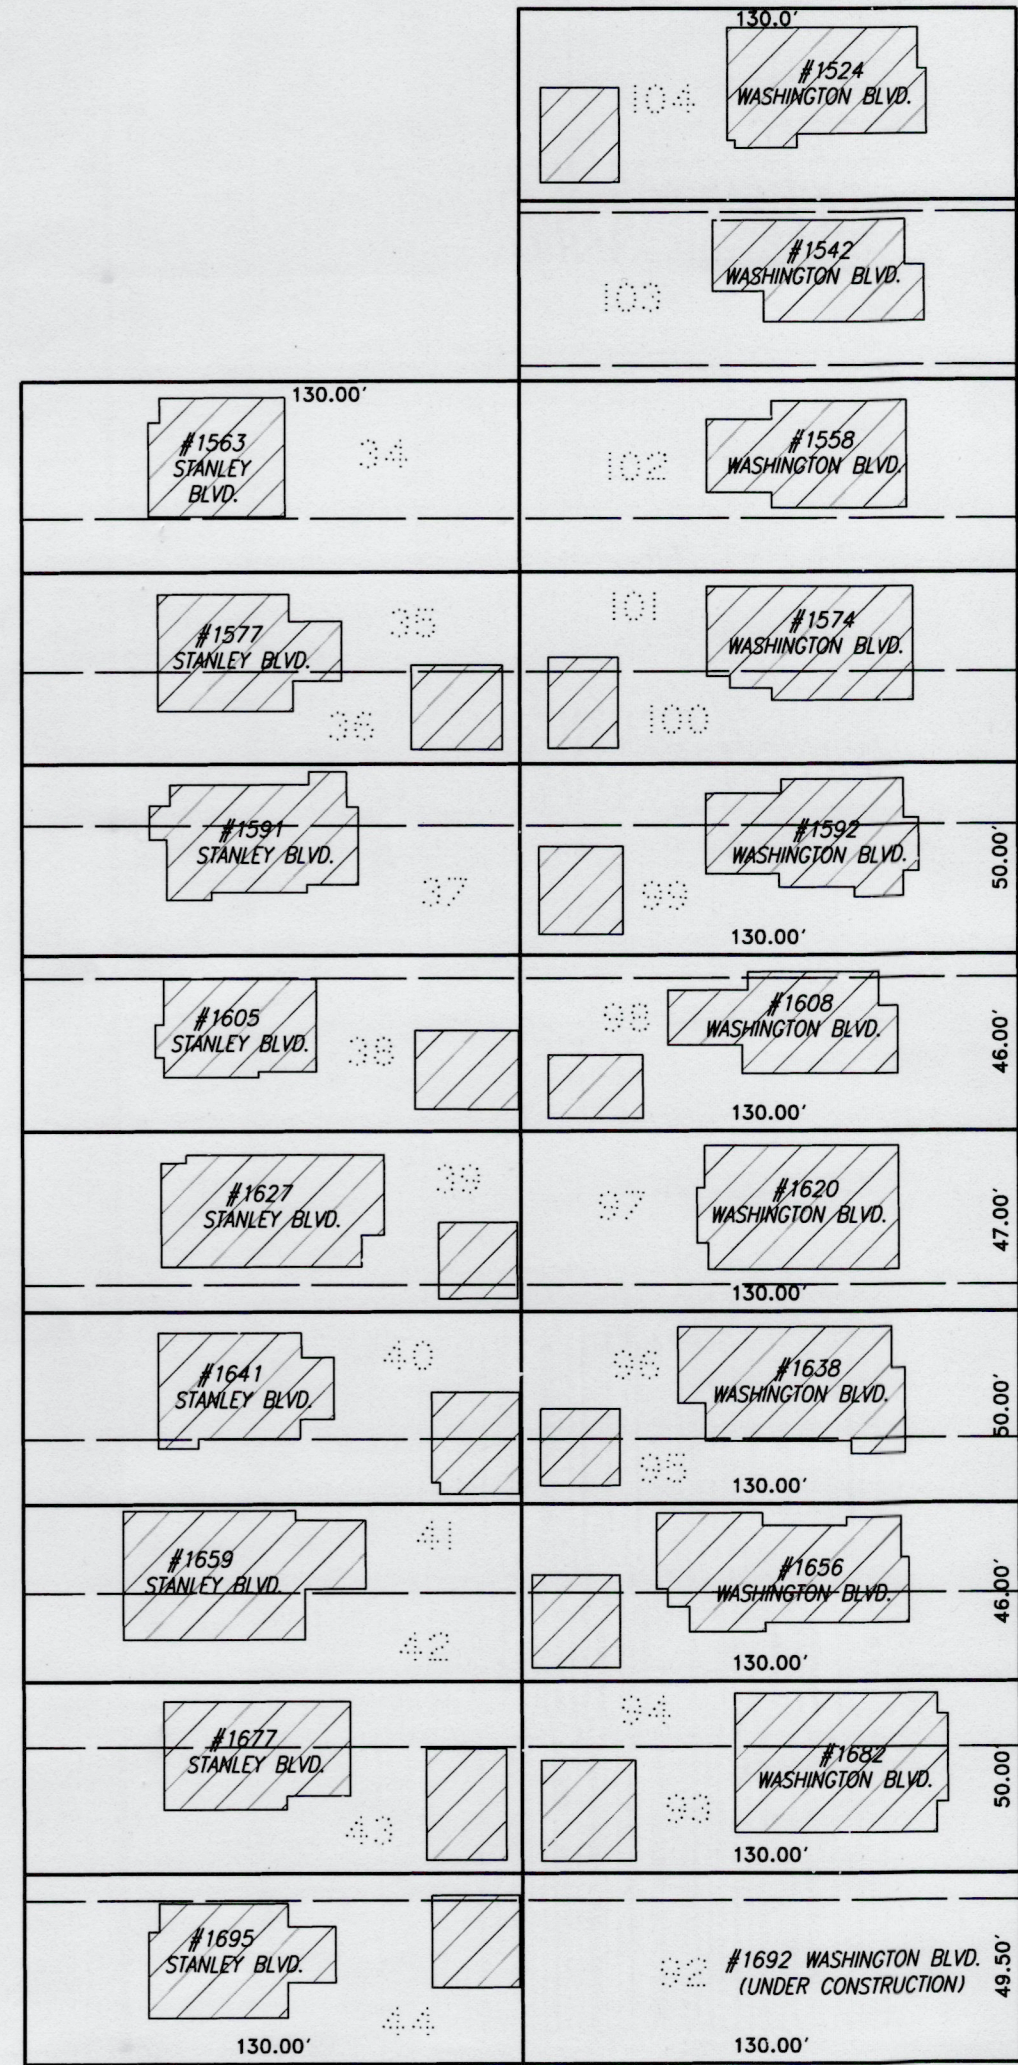 130.0'
#1524
WASHINGTON BLVD.
104
#1542
WASHINGTON BLVD.
103
130.00'
#1563
STANLEY
BLVD.
34
102
#1558
WASHINGTON BLVD.
35
#1577
STANLEY BLVD.
36
101
#1574
WASHINGTON BLVD.
100
#1591
STANLEY BLVD.
37
#1592
WASHINGTON BLVD.
99
130.00'
50.00'
#1605
STANLEY BLVD.
38
98
#1608
WASHINGTON BLVD.
130.00'
46.00'
39
#1627
STANLEY BLVD.
97
#1620
WASHINGTON BLVD.
130.00'
47.00'
40
#1641
STANLEY BLVD.
96
#1638
WASHINGTON BLVD.
95
130.00'
50.00'
41
#1659
STANLEY BLVD.
42
#1656
WASHINGTON BLVD.
130.00'
46.00'
#1677
STANLEY BLVD.
43
94
#1682
WASHINGTON BLVD.
93
130.00'
50.00'
#1695
STANLEY BLVD.
44
130.00'
92
#1692 WASHINGTON BLVD.
(UNDER CONSTRUCTION)
130.00'
49.50'